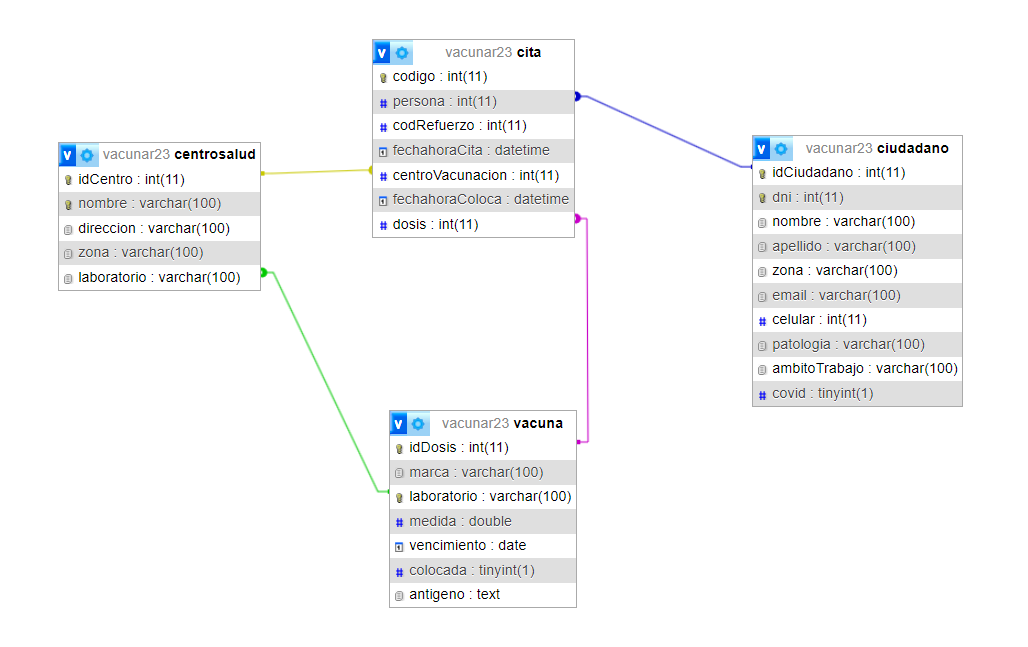 v vacunar23 cita
codigo : int(11)
persona : int(11)
codRefuerzo : int(11)
fechahoraCita : datetime
centroVacunacion : int(11)
fechahoraColoca : datetime
dosis : int(11)
v vacunar23 centrosalud
idCentro : int(11)
nombre : varchar(100)
direccion : varchar(100)
zona : varchar(100)
laboratorio : varchar(100)
v vacunar23 ciudadano
idCiudadano : int(11)
dni : int(11)
nombre : varchar(100)
apellido : varchar(100)
zona : varchar(100)
email : varchar(100)
celular : int(11)
patologia : varchar(100)
ambitoTrabajo : varchar(100)
covid : tinyint(1)
v vacunar23 vacuna
idDosis : int(11)
marca : varchar(100)
laboratorio : varchar(100)
medida : double
vencimiento : date
colocada : tinyint(1)
antigeno : text